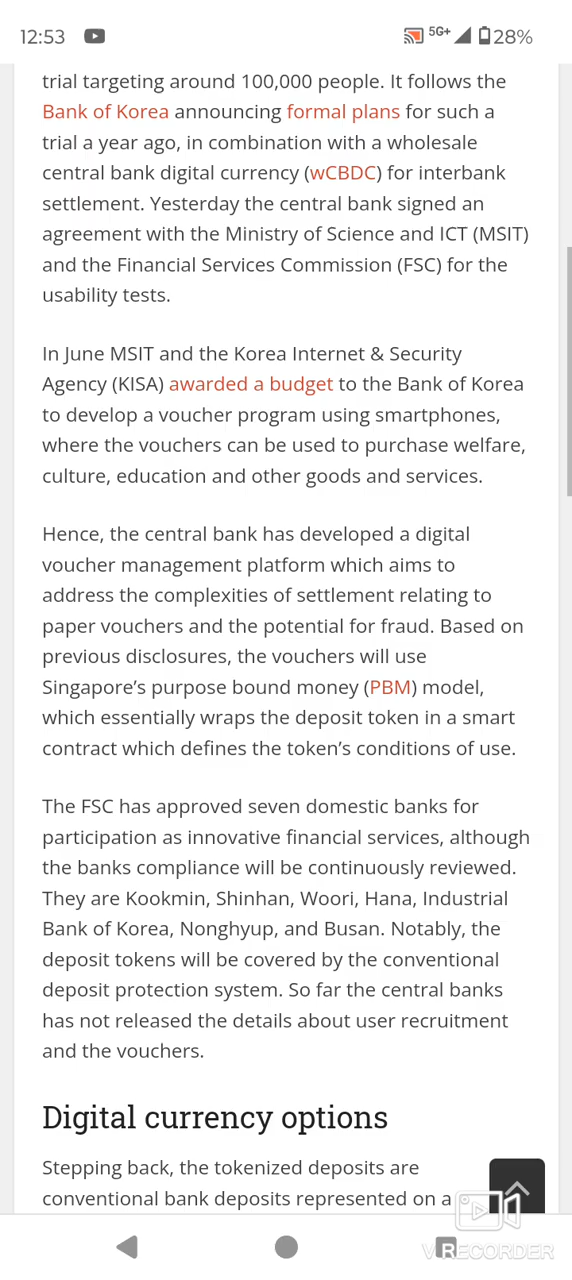 12:53
5G+
28%
trial targeting around 100,000 people. It follows the
Bank of Korea announcing formal plans for such a
trial a year ago, in combination with a wholesale
central bank digital currency (wCBDC) for interbank
settlement. Yesterday the central bank signed an
agreement with the Ministry of Science and ICT (MSIT)
and the Financial Services Commission (FSC) for the
usability tests.
In June MSIT and the Korea Internet & Security
Agency (KISA) awarded a budget to the Bank of Korea
to develop a voucher program using smartphones,
where the vouchers can be used to purchase welfare,
culture, education and other goods and services.
Hence, the central bank has developed a digital
voucher management platform which aims to
address the complexities of settlement relating to
paper vouchers and the potential for fraud. Based on
previous disclosures, the vouchers will use
Singapore’s purpose bound money (PBM) model,
which essentially wraps the deposit token in a smart
contract which defines the token’s conditions of use.
The FSC has approved seven domestic banks for
participation as innovative financial services, although
the banks compliance will be continuously reviewed.
They are Kookmin, Shinhan, Woori, Hana, Industrial
Bank of Korea, Nonghyup, and Busan. Notably, the
deposit tokens will be covered by the conventional
deposit protection system. So far the central banks
has not released the details about user recruitment
and the vouchers.
Digital currency options
Stepping back, the tokenized deposits are
conventional bank deposits represented on a
VRECORDER